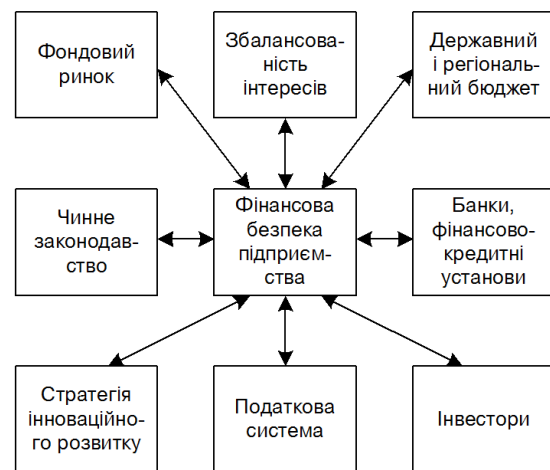 Фондовий
ринок
Збалансова-
ність
інтересів
Державний
і регіональ-
ний бюджет
Чинне
законодав-
ство
Фінансова
безпека
підприєм-
ства
Банки,
фінансово-
кредитні
установи
Стратегія
інноваційно-
го розвитку
Податкова
система
Інвестори